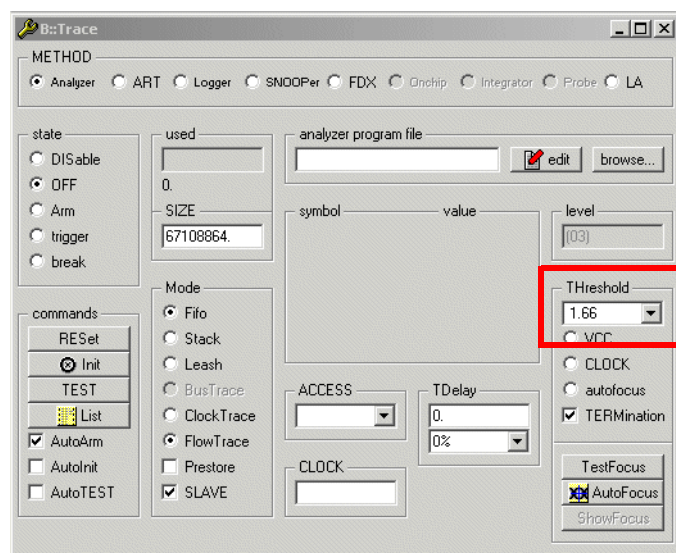 B::Trace
METHOD
Analyzer ART Logger SNOOPer FDX Onchip Integrator Probe LA
state
DISable
OFF
Arm
trigger
break
used
0.
SIZE
67108864.
analyzer program file
edit browse...
symbol value
level
(03)
commands
RESet
Init
TEST
List
AutoArm
AutoInit
AutoTEST
Mode
Fifo
Stack
Leash
BusTrace
ClockTrace
FlowTrace
Prestore
SLAVE
ACCESS
CLOCK
TDelay
0.
0%
THreshold
1.66
VCC
CLOCK
autofocus
TERMination
TestFocus
AutoFocus
ShowFocus